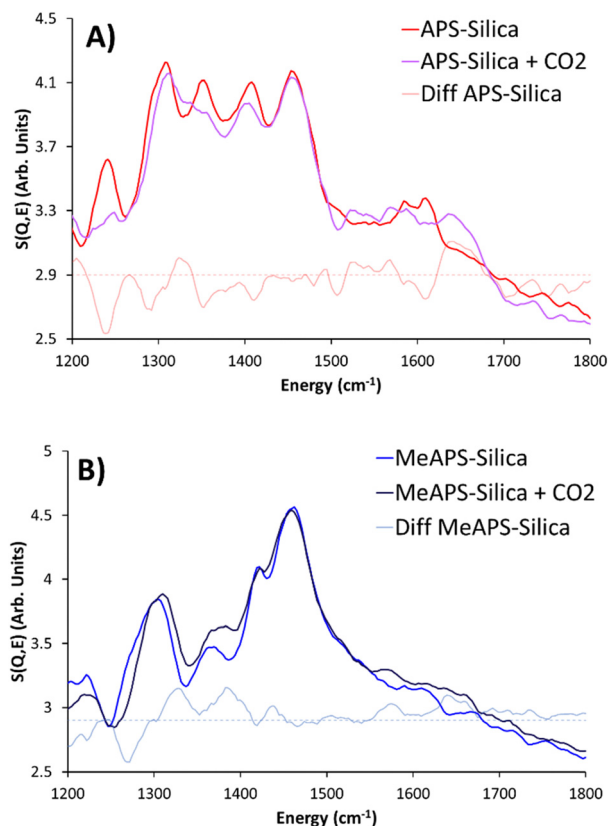 A)
APS-Silica
APS-Silica + CO2
Diff APS-Silica
S(Q,E) (Arb. Units)
4.5
4.1
3.7
3.3
2.9
2.5
1200 1300 1400 1500 1600 1700 1800
Energy (cm⁻¹)
B)
MeAPS-Silica
MeAPS-Silica + CO2
Diff MeAPS-Silica
S(Q,E) (Arb. Units)
5
4.5
4
3.5
3
2.5
1200 1300 1400 1500 1600 1700 1800
Energy (cm⁻¹)